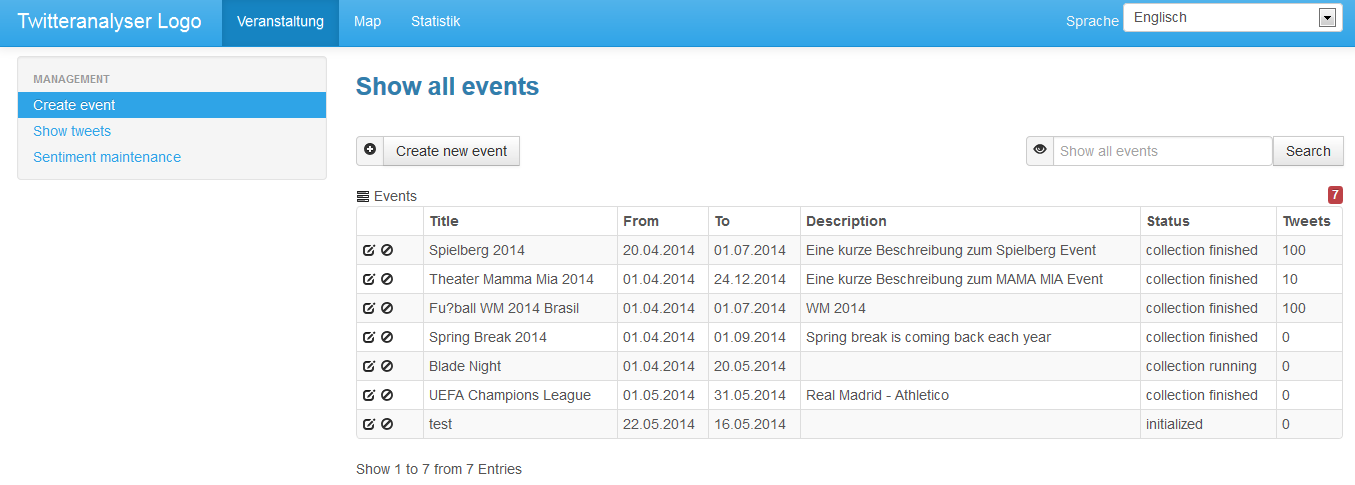 Twitteranalyser Logo Veranstaltung Map Statistik Sprache Englisch
MANAGEMENT
Create event
Show tweets
Sentiment maintenance
Show all events
Create new event Show all events Search
Events 7
Title From To Description Status Tweets
Spielberg 2014 20.04.2014 01.07.2014 Eine kurze Beschreibung zum Spielberg Event collection finished 100
Theater Mamma Mia 2014 01.04.2014 24.12.2014 Eine kurze Beschreibung zum MAMA MIA Event collection finished 10
Fu?ball WM 2014 Brasil 01.04.2014 01.07.2014 WM 2014 collection finished 100
Spring Break 2014 01.04.2014 01.09.2014 Spring break is coming back each year collection finished 0
Blade Night 01.04.2014 20.05.2014 collection running 0
UEFA Champions League 01.05.2014 31.05.2014 Real Madrid - Athletico collection finished 0
test 22.05.2014 16.05.2014 initialized 0
Show 1 to 7 from 7 Entries